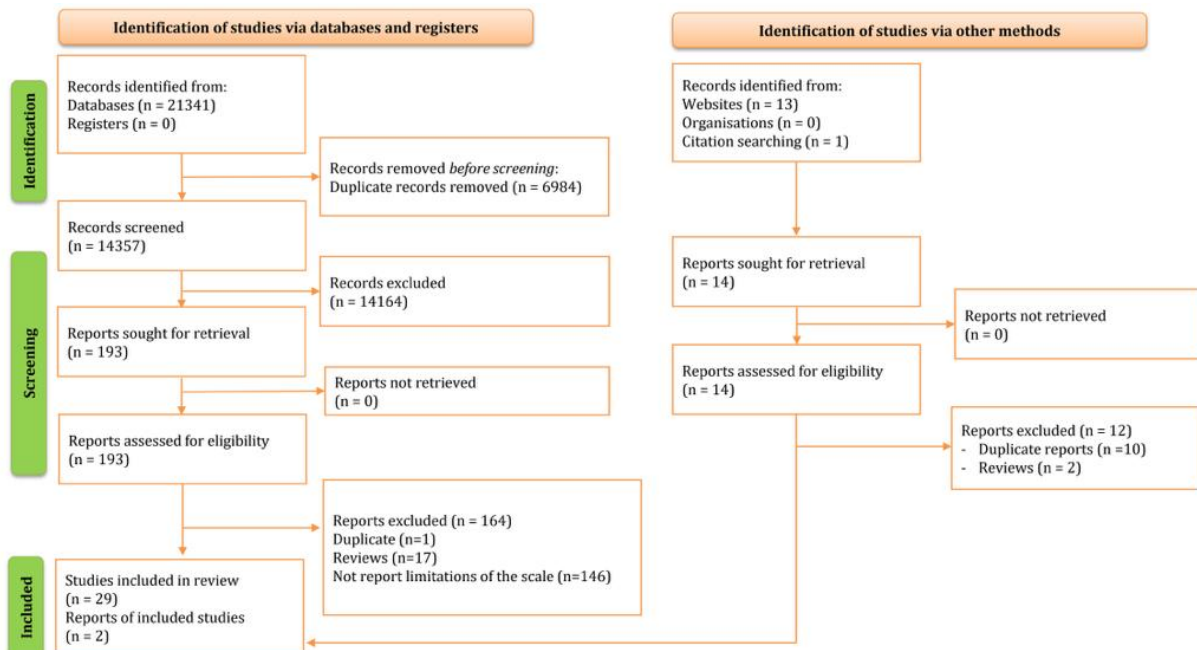 Identification of studies via databases and registers
Identification of studies via other methods
Identification
Records identified from:
Databases (n = 21341)
Registers (n = 0)
Records removed before screening:
Duplicate records removed (n = 6984)
Records identified from:
Websites (n = 13)
Organisations (n = 0)
Citation searching (n = 1)
Screening
Records screened
(n = 14357)
Records excluded
(n = 14164)
Reports sought for retrieval
(n = 193)
Reports not retrieved
(n = 0)
Reports assessed for eligibility
(n = 193)
Reports excluded (n = 164)
Duplicate (n=1)
Reviews (n=17)
Not report limitations of the scale (n=146)
Reports sought for retrieval
(n = 14)
Reports not retrieved
(n = 0)
Reports assessed for eligibility
(n = 14)
Reports excluded (n = 12)
- Duplicate reports (n =10)
- Reviews (n = 2)
Included
Studies included in review
(n = 29)
Reports of included studies
(n = 2)